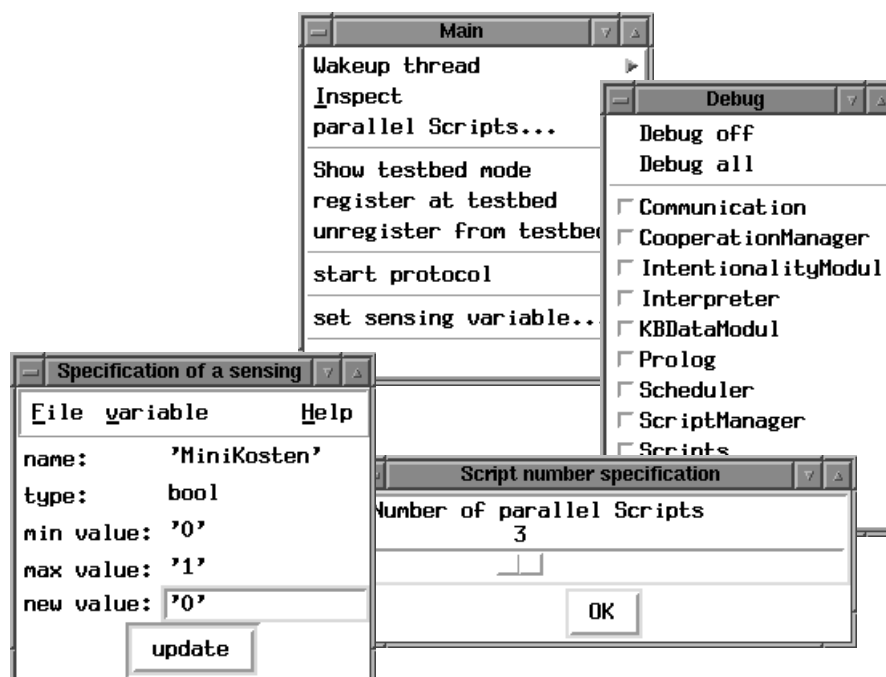 Main
Wakeup thread
Inspect
parallel Scripts...
Show testbed mode
register at testbed
unregister from testbed
start protocol
set sensing variable...
Debug
Debug off
Debug all
Communication
CooperationManager
IntentionalityModul
Interpreter
KBDataModul
Prolog
Scheduler
ScriptManager
Scripts
Specification of a sensing
File variable Help
name: 'MiniKosten'
type: bool
min value: '0'
max value: '1'
new value: '0'
update
Script number specification
Number of parallel Scripts
3
OK